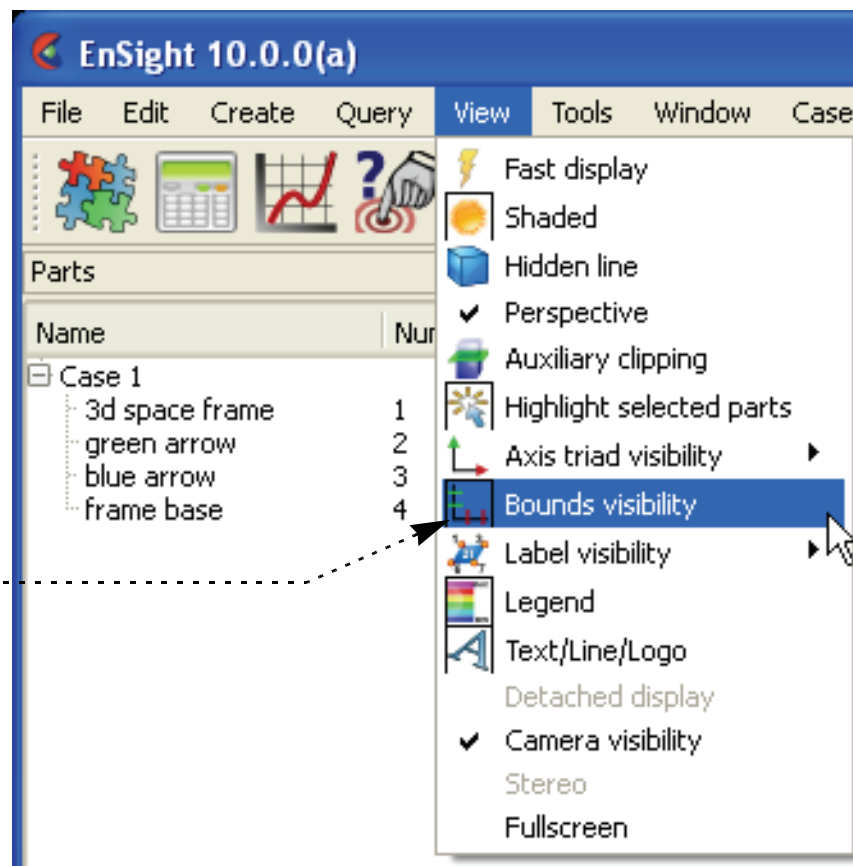 EnSight 10.0.0(a)
File Edit Create Query View Tools Window Case
Parts
Name
Case 1
3d space frame 1
green arrow 2
blue arrow 3
frame base 4
Fast display
Shaded
Hidden line
Perspective
Auxiliary clipping
Highlight selected parts
Axis triad visibility
Bounds visibility
Label visibility
Legend
Text/Line/Logo
Detached display
Camera visibility
Stereo
Fullscreen